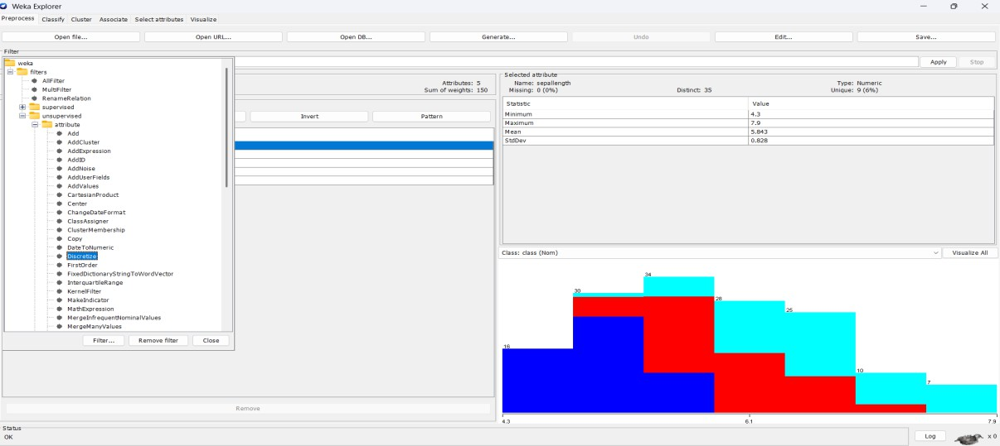 Weka Explorer
Preprocess Classify Cluster Associate Select attributes Visualize
Open file... Open URL... Open DB... Generate... Undo Edit... Save...
Filter
weka
filters
AllFilter
MultiFilter
RenameRelation
supervised
unsupervised
attribute
Add
AddCluster
AddExpression
AddID
AddNoise
AddUserFields
AddValues
CartesianProduct
Center
ChangeDateFormat
ClassAssigner
ClusterMembership
Copy
DateToNumeric
Discretize
FirstOrder
FixedDictionaryStringToWordVector
InterquartileRange
KernelFilter
MakeIndicator
MathExpression
MergeInfrequentNominalValues
MergeManyValues
Filter... Remove filter Close
Apply Stop
Attributes: 5
Sum of weights: 150
Invert Pattern
Remove
Selected attribute
Name: sepallength Type: Numeric
Missing: 0 (0%) Distinct: 35 Unique: 9 (6%)
Statistic Value
Minimum 4.3
Maximum 7.9
Mean 5.843
StdDev 0.828
Class: class (Nom) Visualize All
16
30
34
28
25
10
7
4.3 6.1 7.9
Status
OK
Log x 0